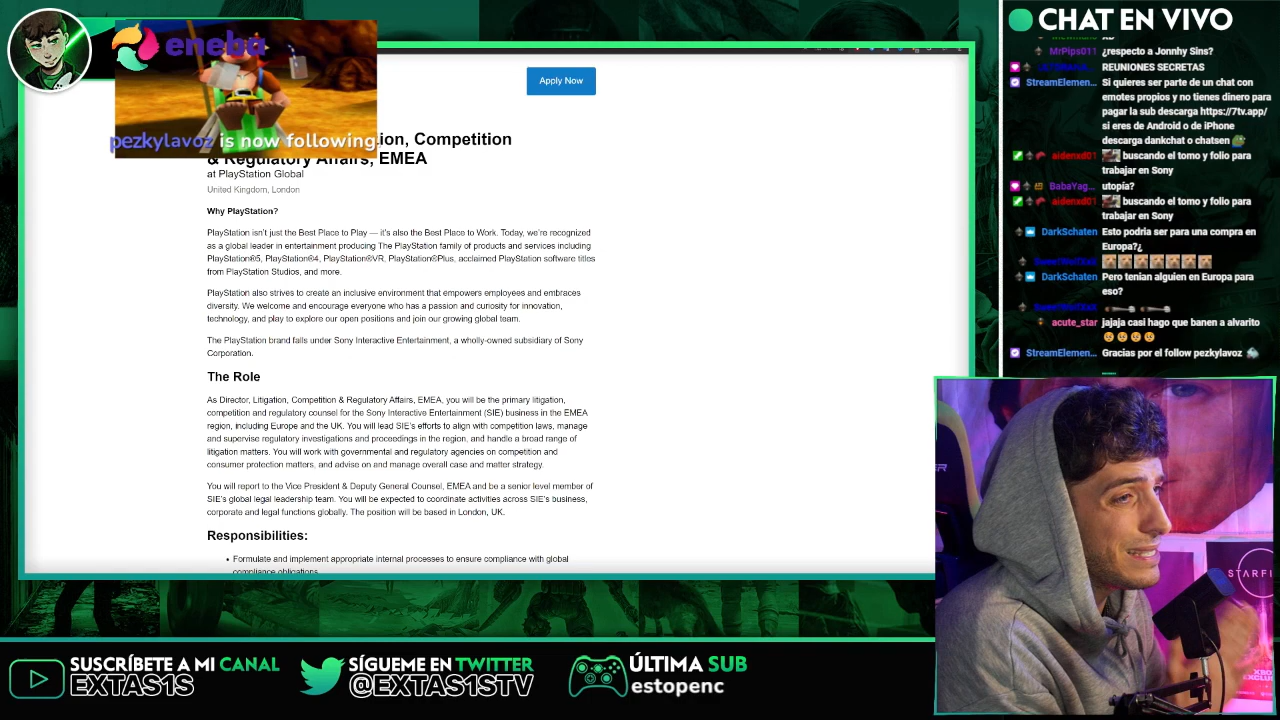 eneba
pezkylavoz is now following
Apply Now
ion, Competition
& Regulatory Affairs, EMEA
at PlayStation Global
United Kingdom, London
Why PlayStation?
PlayStation isn't just the Best Place to Play — it's also the Best Place to Work. Today, we're recognized
as a global leader in entertainment producing The PlayStation family of products and services including
PlayStation®5, PlayStation®4, PlayStation®VR, PlayStation®Plus, acclaimed PlayStation software titles
from PlayStation Studios, and more.
PlayStation also strives to create an inclusive environment that empowers employees and embraces
diversity. We welcome and encourage everyone who has a passion and curiosity for innovation,
technology, and play to explore our open positions and join our growing global team.
The PlayStation brand falls under Sony Interactive Entertainment, a wholly-owned subsidiary of Sony
Corporation.
The Role
As Director, Litigation, Competition & Regulatory Affairs, EMEA, you will be the primary litigation,
competition and regulatory counsel for the Sony Interactive Entertainment (SIE) business in the EMEA
region, including Europe and the UK. You will lead SIE's efforts to align with competition laws, manage
and supervise regulatory investigations and proceedings in the region, and handle a broad range of
litigation matters. You will work with governmental and regulatory agencies on competition and
consumer protection matters, and advise on and manage overall case and matter strategy.
You will report to the Vice President & Deputy General Counsel, EMEA and be a senior level member of
SIE's global legal leadership team. You will be expected to coordinate activities across SIE's business,
corporate and legal functions globally. The position will be based in London, UK.
Responsibilities:
• Formulate and implement appropriate internal processes to ensure compliance with global
compliance obligations
CHAT EN VIVO
MrPips011 ¿respecto a Jonnhy Sins?
REUNIONES SECRETAS
StreamElemen... Si quieres ser parte de un chat con
emotes propios y no tienes dinero para
pagar la sub descarga https://7tv.app/
si eres de Android o de iPhone
descarga dankchat o chatsen
aidenxd01 buscando el tomo y folio para
trabajar en Sony
BabaYag... utopía?
aidenxd01 buscando el tomo y folio para
trabajar en Sony
DarkSchaten Esto podria ser para una compra en
Europa?¿
DarkSchaten Pero tenian alguien en Europa para
eso?
acute_star jajaja casi hago que banen a alvarito
StreamElemen... Gracias por el follow pezkylavoz
STARFI
XBOX
EXCLU
SUSCRÍBETE A MI CANAL
EXTAS1S
SÍGUEME EN TWITTER
@EXTAS1STV
ÚLTIMA SUB
estopenc